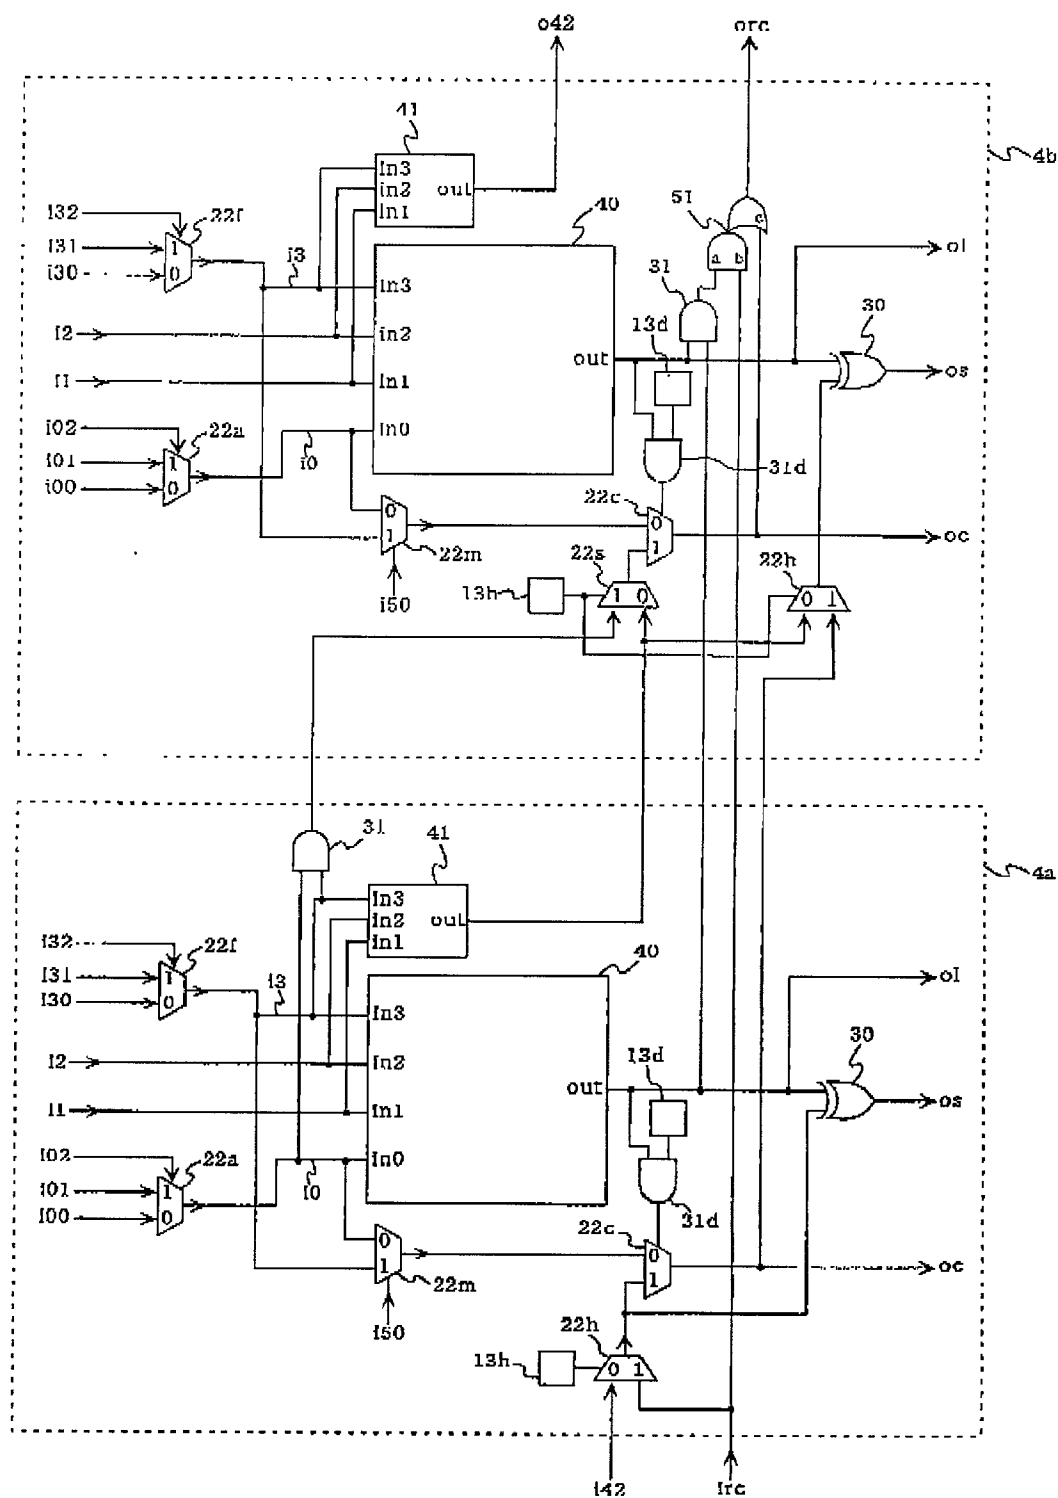 o42
orc
41
4b
In3
in2
In1
out
51
40
c
a
b
i32
22f
i31
1
i30
0
i3
In3
oI
31
30
I2
in2
13d
out
os
I1
In1
i02
22a
In0
i01
1
i00
0
i0
31d
22c
0
1
22m
0
1
oc
22s
22h
13h
1 0
0 1
i50
31
41
4a
In3
In2
In1
out
i32
22f
I31
1
I30
0
i3
40
In3
oI
I2
In2
13d
30
out
os
I1
In1
i02
22a
In0
i01
1
i00
0
i0
31d
22c
0
1
0
1
22m
oc
i50
22h
13h
0 1
i42
irc